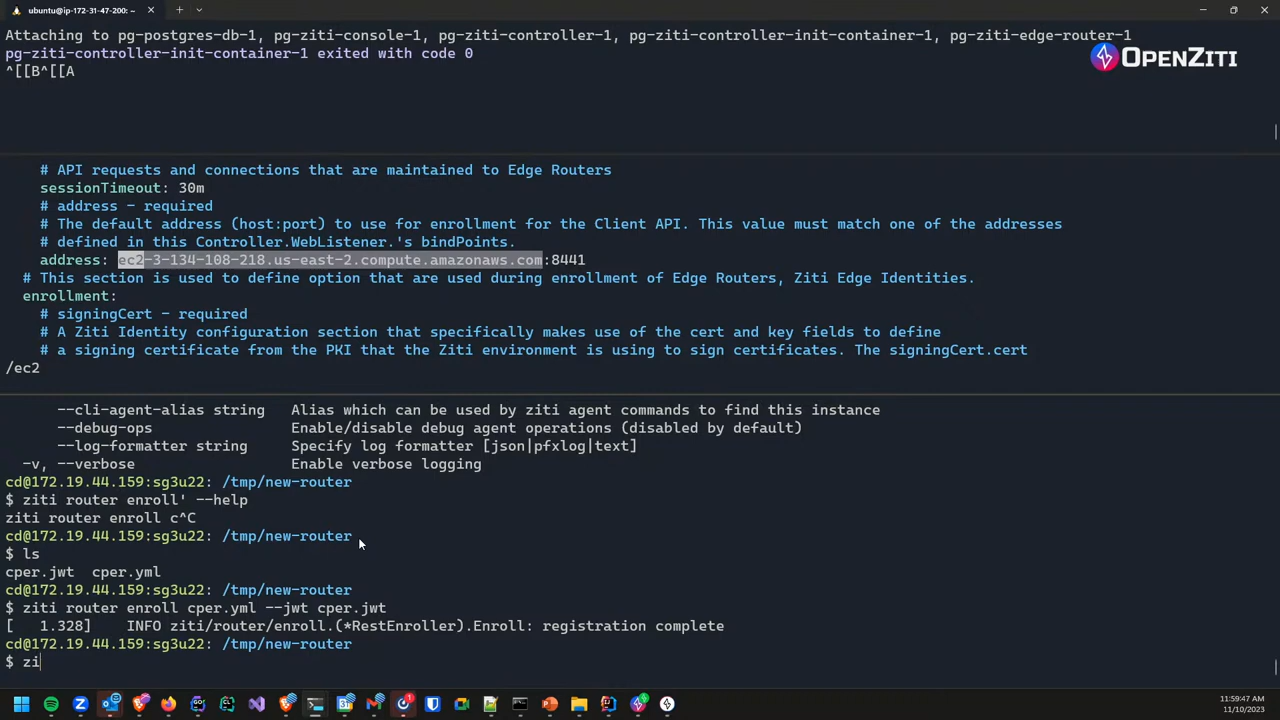 ubuntu@ip-172-31-47-200: ~
Attaching to pg-postgres-db-1, pg-ziti-console-1, pg-ziti-controller-1, pg-ziti-controller-init-container-1, pg-ziti-edge-router-1
pg-ziti-controller-init-container-1 exited with code 0
^[[B^[[A
OPENZITI
# API requests and connections that are maintained to Edge Routers
sessionTimeout: 30m
# address - required
# The default address (host:port) to use for enrollment for the Client API. This value must match one of the addresses
# defined in this Controller.WebListener.'s bindPoints.
address: ec2-3-134-108-218.us-east-2.compute.amazonaws.com:8441
# This section is used to define option that are used during enrollment of Edge Routers, Ziti Edge Identities.
enrollment:
# signingCert - required
# A Ziti Identity configuration section that specifically makes use of the cert and key fields to define
# a signing certificate from the PKI that the Ziti environment is using to sign certificates. The signingCert.cert
/ec2
--cli-agent-alias string   Alias which can be used by ziti agent commands to find this instance
--debug-ops                Enable/disable debug agent operations (disabled by default)
--log-formatter string     Specify log formatter [json|pfxlog|text]
-v, --verbose                  Enable verbose logging
cd@172.19.44.159:sg3u22: /tmp/new-router
$ ziti router enroll' --help
ziti router enroll c^C
cd@172.19.44.159:sg3u22: /tmp/new-router
$ ls
cper.jwt  cper.yml
cd@172.19.44.159:sg3u22: /tmp/new-router
$ ziti router enroll cper.yml --jwt cper.jwt
[   1.328]    INFO ziti/router/enroll.(*RestEnroller).Enroll: registration complete
cd@172.19.44.159:sg3u22: /tmp/new-router
$ zi
11:59:47 AM
11/10/2023